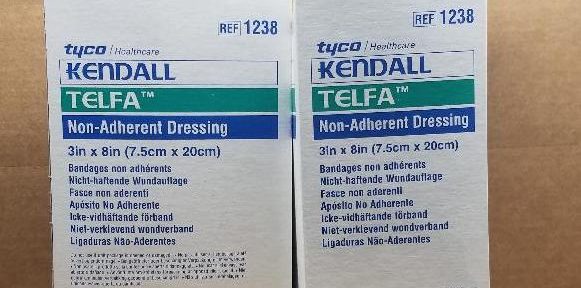 REF 1238
tyco / Healthcare
KENDALL
TELFA™
Non-Adherent Dressing
3in x 8in (7.5cm x 20cm)
Bandages non adhérents
Nicht-haftende Wundauflage
Fasce non aderenti
Apósito No Adherente
Icke-vidhäftande förband
Niet-verklevend wondverband
Ligaduras Não-Aderentes
REF 1238
tyco / Healthcare
KENDALL
TELFA™
Non-Adherent Dressing
3in x 8in (7.5cm x 20cm)
Bandages non adhérents
Nicht-haftende Wundauflage
Fasce non aderenti
Apósito No Adherente
Icke-vidhäftande förband
Niet-verklevend wondverband
Ligaduras Não-Aderentes